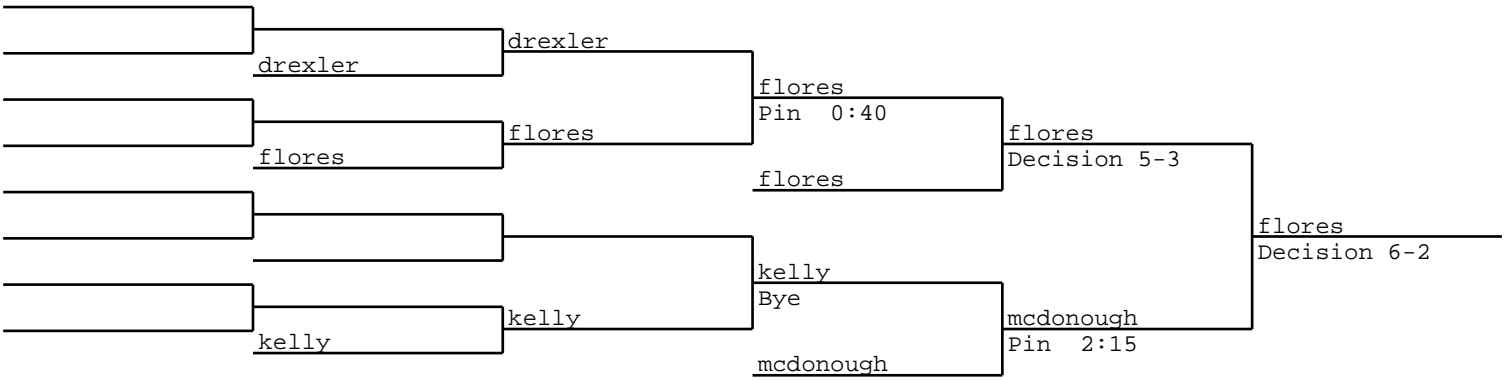 drexler
drexler
flores
Pin 0:40
flores
flores
Decision 5-3
flores
flores
flores
Decision 6-2
kelly
Bye
kelly
mcdonough
Pin 2:15
kelly
mcdonough